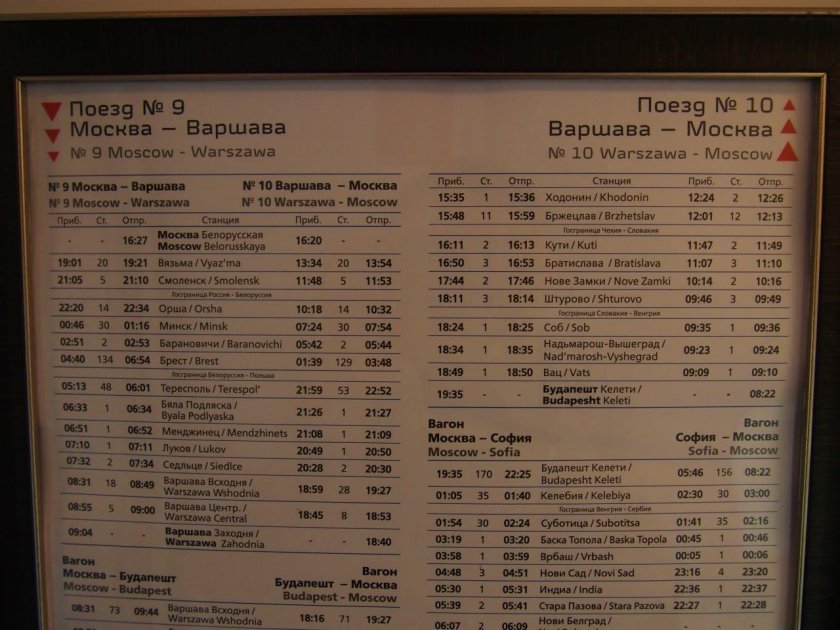 Поезд № 9
Москва – Варшава
№ 9 Moscow - Warszawa
Поезд № 10
Варшава – Москва
№ 10 Warszawa - Moscow
№ 9 Москва – Варшава № 10 Варшава – Москва
№ 9 Moscow - Warszawa № 10 Warszawa - Moscow
Приб. Ст. Отпр. Станция Приб. Ст. Отпр.
- - 16:27 Москва Белорусская 16:20 - -
Moscow Belorusskaya
19:01 20 19:21 Вязьма / Vyaz'ma 13:34 20 13:54
21:05 5 21:10 Смоленск / Smolensk 11:48 5 11:53
Госграница Россия - Белоруссия
22:20 14 22:34 Орша / Orsha 10:18 14 10:32
00:46 30 01:16 Минск / Minsk 07:24 30 07:54
02:51 2 02:53 Барановичи / Baranovichi 05:42 2 05:44
04:40 134 06:54 Брест / Brest 01:39 129 03:48
Госграница Белоруссия - Польша
05:13 48 06:01 Тересполь / Terespol' 21:59 53 22:52
06:33 1 06:34 Бяла Подляска / 21:26 1 21:27
Byala Podlyaska
06:51 1 06:52 Менджинец / Mendzhinets 21:08 1 21:09
07:10 1 07:11 Луков / Lukov 20:49 1 20:50
07:32 2 07:34 Седльце / Siedlce 20:28 2 20:30
08:31 18 08:49 Варшава Всходня / 18:59 28 19:27
Warszawa Wshodnia
08:55 5 09:00 Варшава Центр. / 18:45 8 18:53
Warszawa Central
09:04 - - Варшава Заходня / - - 18:40
Warszawa Zahodnia
Вагон
Москва – Будапешт
Moscow - Budapest
Вагон
Будапешт – Москва
Budapest - Moscow
08:31 73 09:44 Варшава Всходня / 18:16 71 19:27
Warszawa Wshodnia
Приб. Ст. Отпр. Станция Приб. Ст. Отпр.
15:35 1 15:36 Ходонин / Khodonin 12:24 2 12:26
15:48 11 15:59 Бржецлав / Brzhetslav 12:01 12 12:13
Госграница Чехия - Словакия
16:11 2 16:13 Кути / Kuti 11:47 2 11:49
16:50 3 16:53 Братислава / Bratislava 11:07 3 11:10
17:44 2 17:46 Нове Замки / Nove Zamki 10:14 2 10:16
18:11 3 18:14 Штурово / Shturovo 09:46 3 09:49
Госграница Словакия - Венгрия
18:24 1 18:25 Соб / Sob 09:35 1 09:36
18:34 1 18:35 Надьмарош-Вышеград / 09:23 1 09:24
Nad'marosh-Vyshegrad
18:49 1 18:50 Вац / Vats 09:09 1 09:10
19:35 - - Будапешт Келети / - - 08:22
Budapesht Keleti
Вагон
Москва – София
Moscow - Sofia
Вагон
София – Москва
Sofia - Moscow
19:35 170 22:25 Будапешт Келети / 05:46 156 08:22
Budapesht Keleti
01:05 35 01:40 Келебия / Kelebiya 02:30 30 03:00
Госграница Венгрия - Сербия
01:54 30 02:24 Суботица / Subotitsa 01:41 35 02:16
03:19 1 03:20 Баска Топола / Baska Topola 00:45 1 00:46
03:58 1 03:59 Врбаш / Vrbash 00:05 1 00:06
04:48 3 04:51 Нови Сад / Novi Sad 23:16 4 23:20
05:30 1 05:31 Индиа / India 22:36 1 22:37
05:39 2 05:41 Стара Пазова / Stara Pazova 22:27 1 22:28
06:07 2 06:09 Нови Белград / - - -